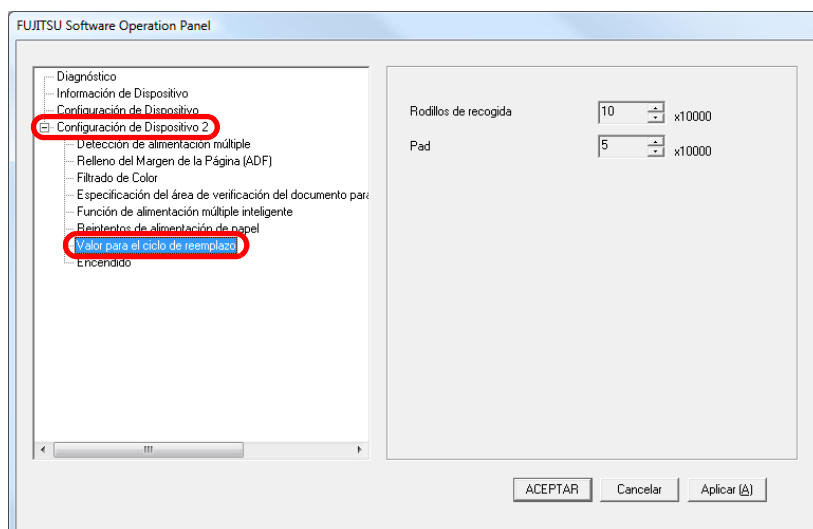 FUJITSU Software Operation Panel
Diagnóstico
Información de Dispositivo
Configuración de Dispositivo
Configuración de Dispositivo 2
Detección de alimentación múltiple
Relleno del Margen de la Página (ADF)
Filtrado de Color
Especificación del área de verificación del documento para
Función de alimentación múltiple inteligente
Reintentos de alimentación de papel
Valor para el ciclo de reemplazo
Encendido
Rodillos de recogida 10 x10000
Pad 5 x10000
ACEPTAR Cancelar Aplicar (A)